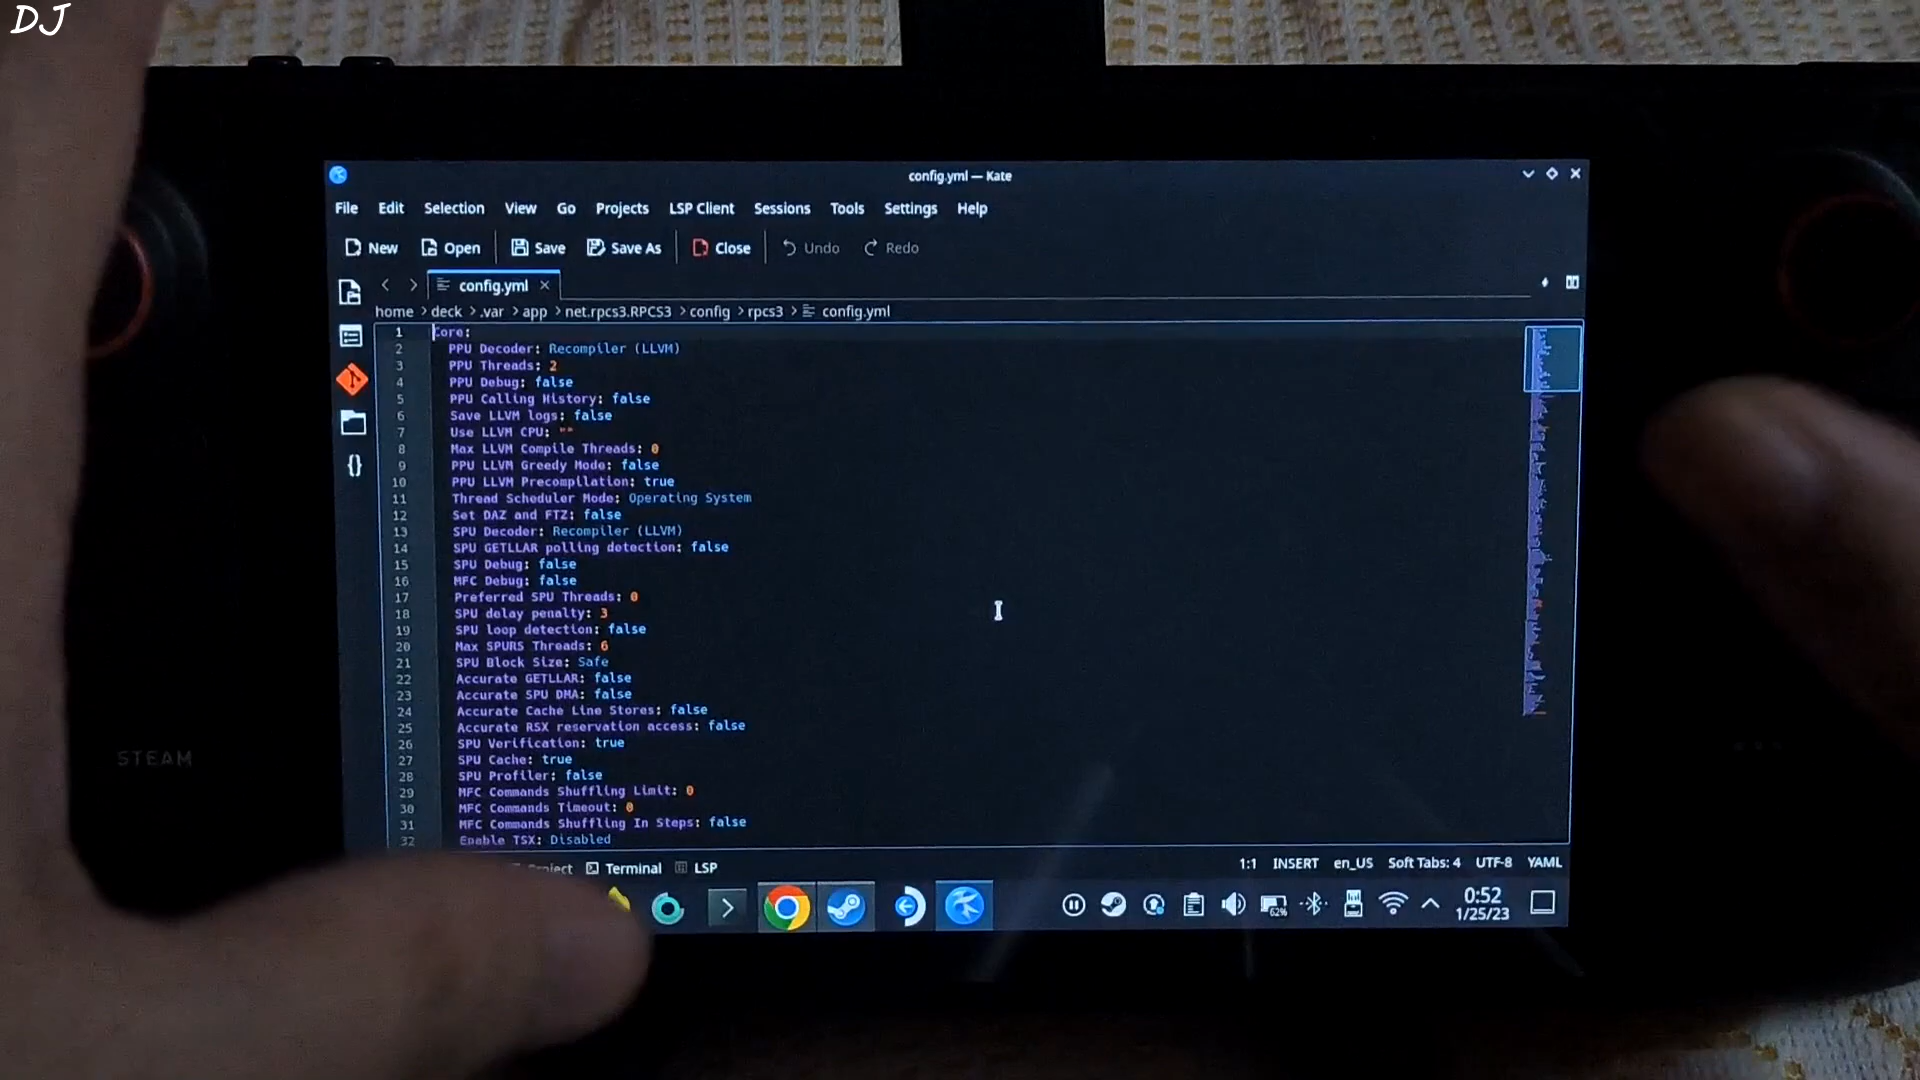 DJ
config.yml — Kate
File Edit Selection View Go Projects LSP Client Sessions Tools Settings Help
New Open Save Save As Close Undo Redo
config.yml
home > deck > .var > app > net.rpcs3.RPCS3 > config > rpcs3 > config.yml
1 Core:
2 PPU Decoder: Recompiler (LLVM)
3 PPU Threads: 2
4 PPU Debug: false
5 PPU Calling History: false
6 Save LLVM logs: false
7 Use LLVM CPU: ""
8 Max LLVM Compile Threads: 0
9 PPU LLVM Greedy Mode: false
10 PPU LLVM Precompilation: true
11 Thread Scheduler Mode: Operating System
12 Set DAZ and FTZ: false
13 SPU Decoder: Recompiler (LLVM)
14 SPU GETLLAR polling detection: false
15 SPU Debug: false
16 MFC Debug: false
17 Preferred SPU Threads: 0
18 SPU delay penalty: 3
19 SPU loop detection: false
20 Max SPURS Threads: 6
21 SPU Block Size: Safe
22 Accurate GETLLAR: false
23 Accurate SPU DMA: false
24 Accurate Cache Line Stores: false
25 Accurate RSX reservation access: false
26 SPU Verification: true
27 SPU Cache: true
28 SPU Profiler: false
29 MFC Commands Shuffling Limit: 0
30 MFC Commands Timeout: 0
31 MFC Commands Shuffling In Steps: false
32 Enable TSX: Disabled
Terminal LSP 1:1 INSERT en_US Soft Tabs: 4 UTF-8 YAML
62% 0:52
1/25/23
STEAM